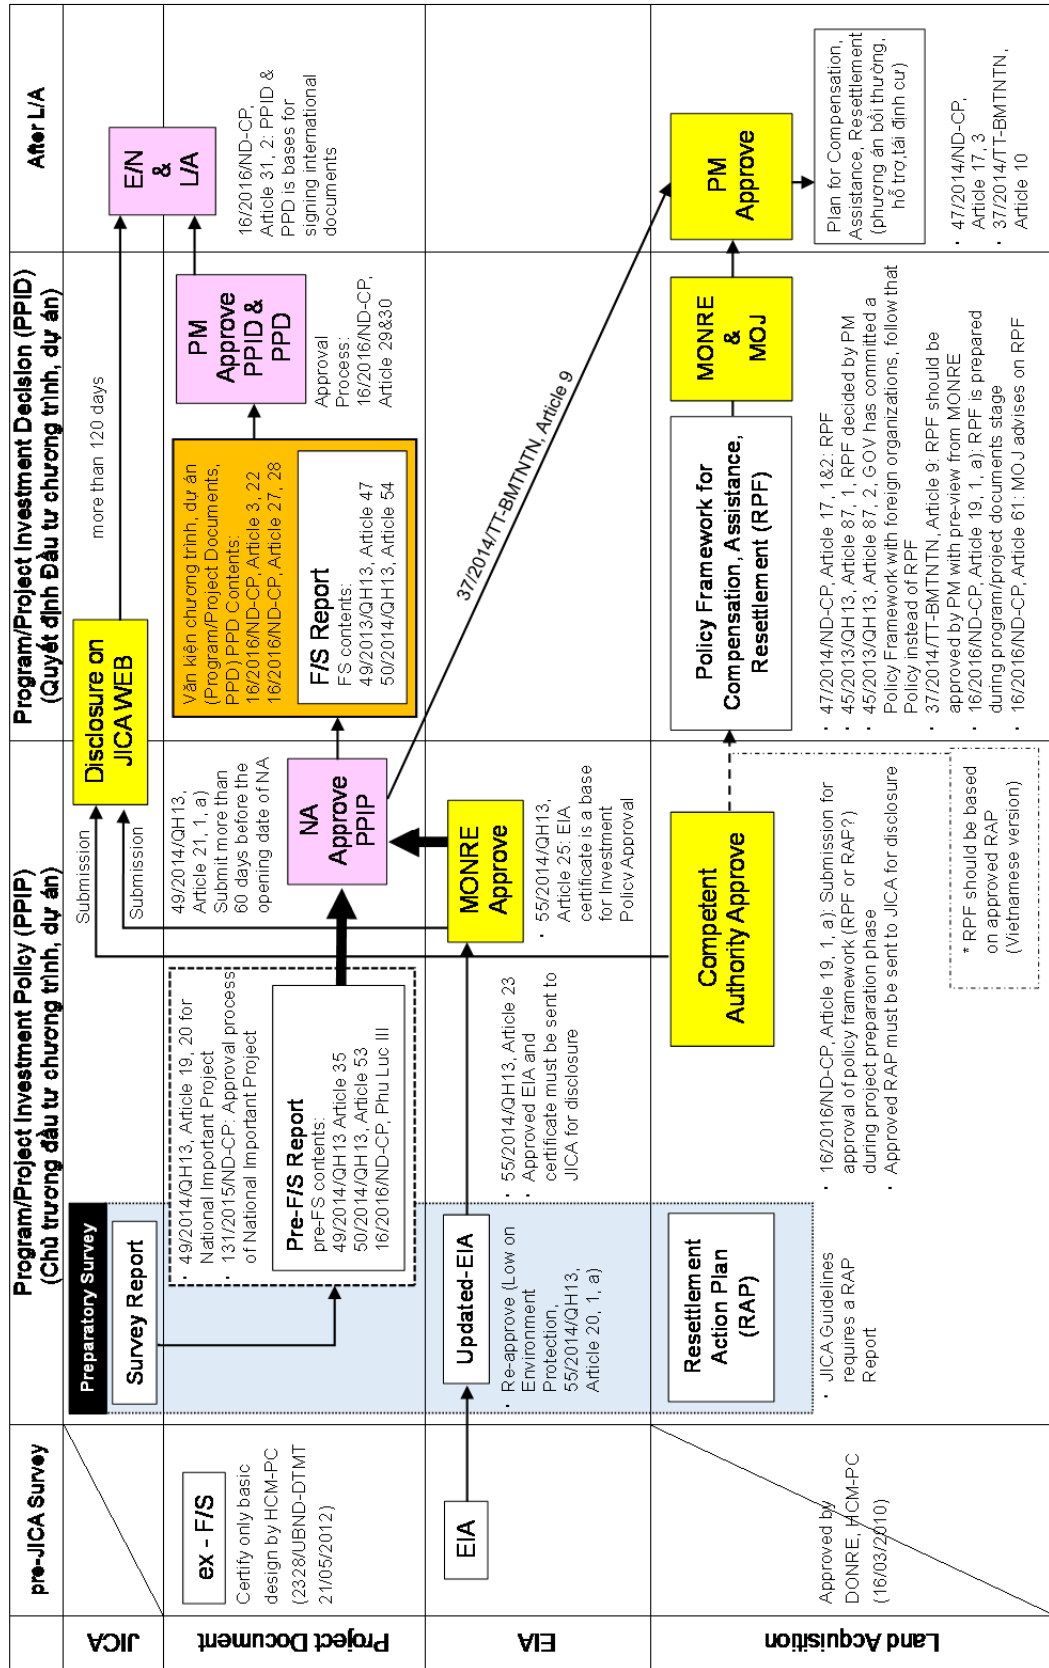 pre-JICA Survey
Program/Project Investment Policy (PPIP)
(Chủ trương đầu tư chương trình, dự án)
Program/Project Investment Decision (PPID)
(Quyết định Đầu tư chương trình, dự án)
After L/A
JICA
Preparatory Survey
Survey Report
Submission
Submission
Disclosure on
JICA WEB
more than 120 days
E/N
&
L/A
Project Document
ex - F/S
Certify only basic
design by HCM-PC
(2328/UBND-DTMT
21/05/2012)
· 49/2014/QH13, Article 19, 20 for
National Important Project
· 131/2015/ND-CP: Approval process
of National Important Project
Pre-F/S Report
pre-FS contents:
49/2014/QH13 Article 35
50/2014/QH13, Article 53
16/2016/ND-CP, Phu Luc III
49/2014/QH13,
Article 21, 1, a)
Submit more than
60 days before the
opening date of NA
NA
Approve
PPIP
Văn kiện chương trình, dự án
(Program/Project Documents,
PPD) PPD Contents:
16/2016/ND-CP, Article 3, 22
16/2016/ND-CP, Article 27, 28
F/S Report
FS contents:
49/2013/QH13, Article 47
50/2014/QH13, Article 54
PM
Approve
PPID &
PPD
Approval
Process:
16/2016/ND-CP,
Article 29&30
16/2016/ND-CP,
Article 31, 2: PPID &
PPD is bases for
signing international
documents
EIA
EIA
Updated-EIA
· Re-approve (Low on
Environment
Protection,
55/2014/QH13,
Article 20, 1, a)
· 55/2014/QH13, Article 23
· Approved EIA and
certificate must be sent to
JICA for disclosure
MONRE
Approve
· 55/2014/QH13,
Article 25: EIA
certificate is a base
for Investment
Policy Approval
37/2014/TT-BMTNTN, Article 9
Land Acquisition
Approved by
DONRE, HCM-PC
(16/03/2010)
Resettlement
Action Plan
(RAP)
· JICA Guidelines
requires a RAP
Report
Competent
Authority Approve
· 16/2016/ND-CP, Article 19, 1, a): Submission for
approval of policy framework (RPF or RAP?)
during project preparation phase
· Approved RAP must be sent to JICA for disclosure
* RPF should be based
on approved RAP
(Vietnamese version)
Policy Framework for
Compensation, Assistance,
Resettlement (RPF)
· 47/2014/ND-CP, Article 17, 1&2: RPF
· 45/2013/QH13, Article 87, 1, RPF decided by PM
· 45/2013/QH13, Article 87, 2, GOV has committed a
Policy Framework with foreign organizations, follow that
Policy instead of RPF
· 37/2014/TT-BMTNTN, Article 9: RPF should be
approved by PM with pre-view from MONRE
· 16/2016/ND-CP, Article 19, 1, a): RPF is prepared
during program/project documents stage
· 16/2016/ND-CP, Article 61: MOJ advises on RPF
MONRE
&
MOJ
PM
Approve
Plan for Compensation,
Assistance, Resettlement
(phương án bồi thường,
hỗ trợ,tái định cư)
· 47/2014/ND-CP,
Article 17, 3
· 37/2014/TT-BMTNTN,
Article 10